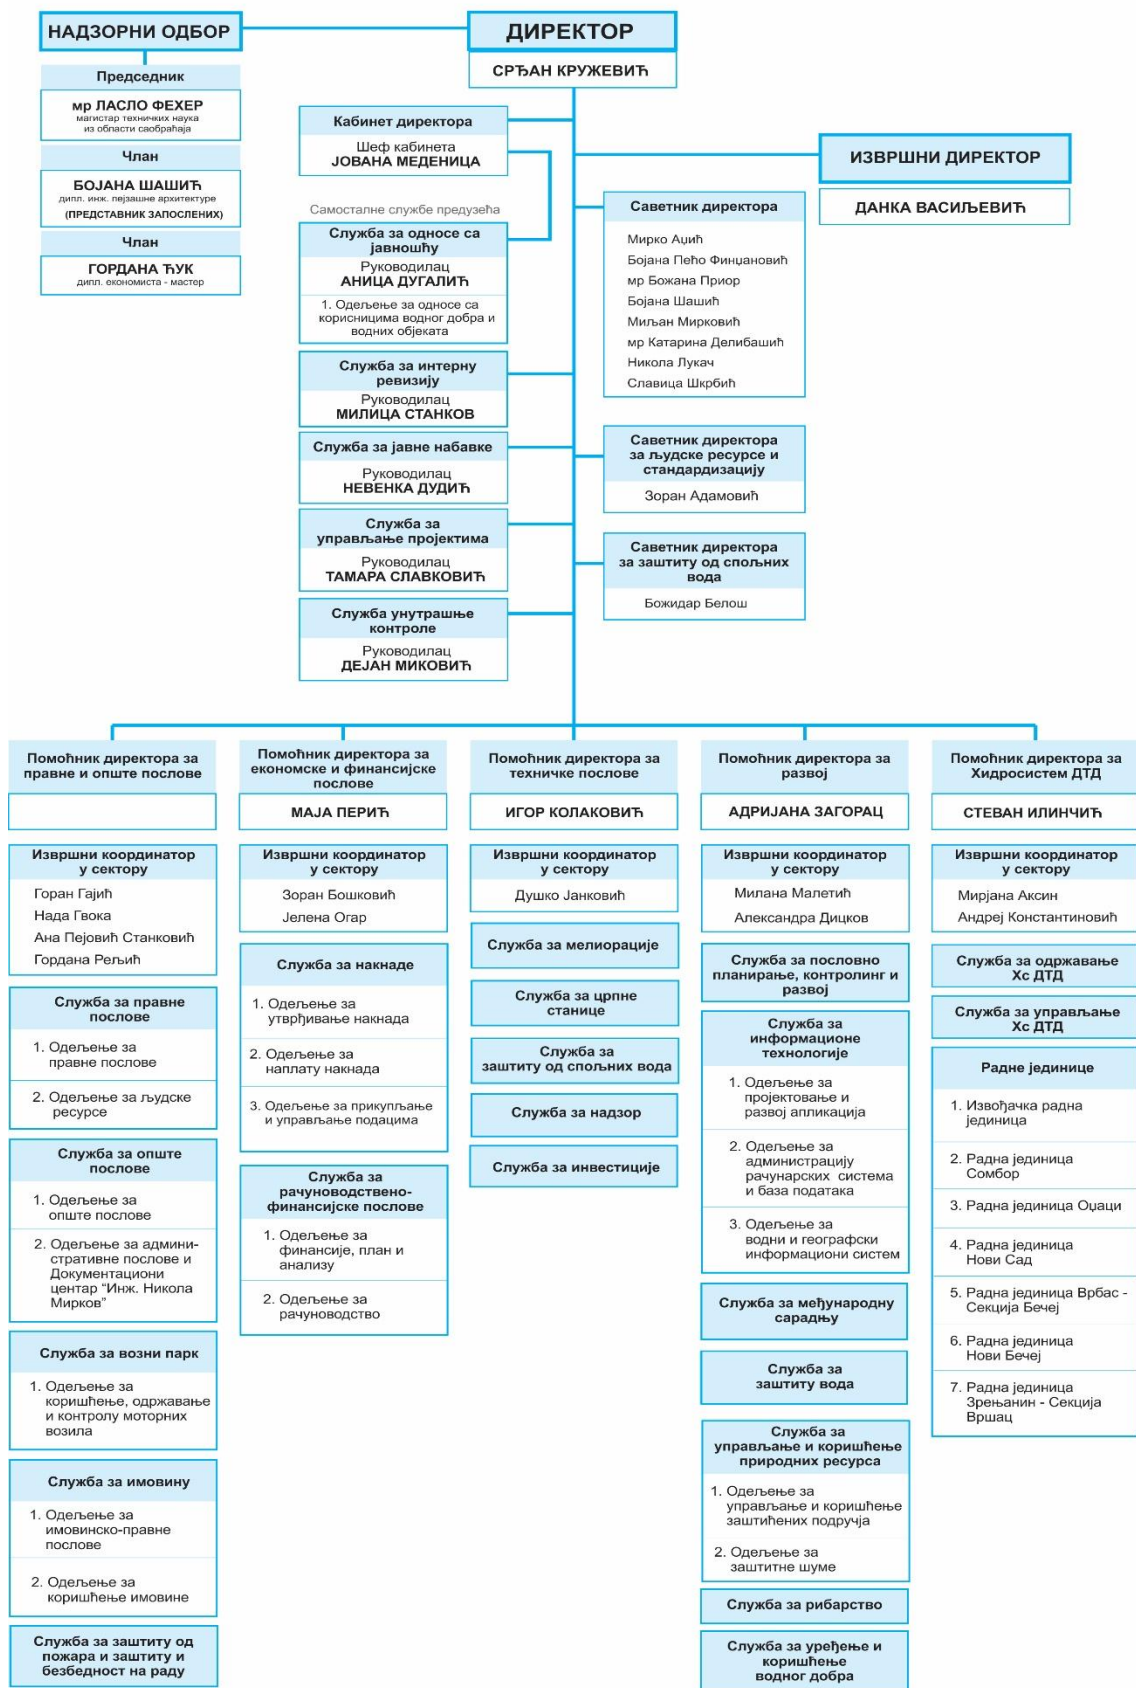 НАДЗОРНИ ОДБОР
Председник
мр ЛАСЛО ФЕХЕР
магистар техничких наука
из области саобраћаја
Члан
БОЈАНА ШАШИЋ
дипл. инж. пејзашне архитектуре
(ПРЕДСТАВНИК ЗАПОСЛЕНИХ)
Члан
ГОРДАНА ЋУК
дипл. економиста - мастер
ДИРЕКТОР
СРЂАН КРУЖЕВИЋ
Кабинет директора
Шеф кабинета
ЈОВАНА МЕДЕНИЦА
Самосталне службе предузећа
Служба за односе са
јавношћу
Руководилац
АНИЦА ДУГАЛИЋ
1. Одељење за односе са
корисницима водног добра и
водних објеката
Служба за интерну
ревизију
Руководилац
МИЛИЦА СТАНКОВ
Служба за јавне набавке
Руководилац
НЕВЕНКА ДУДИЋ
Служба за
управљање пројектима
Руководилац
ТАМАРА СЛАВКОВИЋ
Служба унутрашње
контроле
Руководилац
ДЕЈАН МИКОВИЋ
ИЗВРШНИ ДИРЕКТОР
ДАНКА ВАСИЉЕВИЋ
Саветник директора
Мирко Аџић
Бојана Пећо Финџановић
мр Божана Приор
Бојана Шашић
Миљан Мирковић
мр Катарина Делибашић
Никола Лукач
Славица Шкрбић
Саветник директора
за људске ресурсе и
стандардизацију
Зоран Адамовић
Саветник директора
за заштиту од спољних
вода
Божидар Белош
Помоћник директора за
правне и опште послове
Извршни координатор
у сектору
Горан Гајић
Нада Гвока
Ана Пејовић Станковић
Гордана Рељић
Служба за правне
послове
1. Одељење за
правне послове
2. Одељење за људске
ресурсе
Служба за опште
послове
1. Одељење за
опште послове
2. Одељење за админи-
стративне послове и
Документациони
центар “Инж. Никола
Мирков”
Служба за возни парк
1. Одељење за
коришћење, одржавање
и контролу моторних
возила
Служба за имовину
1. Одељење за
имовинско-правне
послове
2. Одељење за
коришћење имовине
Служба за заштиту од
пожара и заштиту и
безбедност на раду
Помоћник директора за
економске и финансијске
послове
МАЈА ПЕРИЋ
Извршни координатор
у сектору
Зоран Бошковић
Јелена Огар
Служба за накнаде
1. Одељење за
утврђивање накнада
2. Одељење за
наплату накнада
3. Одељење за прикупљање
и управљање подацима
Служба за
рачуноводствено-
финансијске послове
1. Одељење за
финансије, план и
анализу
2. Одељење за
рачуноводство
Помоћник директора за
техничке послове
ИГОР КОЛАКОВИЋ
Извршни координатор
у сектору
Душко Јанковић
Служба за мелиорације
Служба за црпне
станице
Служба за
заштиту од спољних вода
Служба за надзор
Служба за инвестиције
Помоћник директора за
развој
АДРИЈАНА ЗАГОРАЦ
Извршни координатор
у сектору
Милана Малетић
Александра Дицков
Служба за пословно
планирање, контролинг и
развој
Служба за
информационе
технологије
1. Одељење за
пројектовање и
развој апликација
2. Одељење за
администрацију
рачунарских система
и база података
3. Одељење за
водни и географски
информациони систем
Служба за међународну
сарадњу
Служба за
заштиту вода
Служба за
управљање и коришћење
природних ресурса
1. Одељење за
управљање и коришћење
заштићених подручја
2. Одељење за
заштитне шуме
Служба за рибарство
Служба за уређење и
коришћење
водног добра
Помоћник директора за
Хидросистем ДТД
СТЕВАН ИЛИНЧИЋ
Извршни координатор
у сектору
Мирјана Аксин
Андреј Константиновић
Служба за одржавање
Хс ДТД
Служба за управљање
Хс ДТД
Радне јединице
1. Извођачка радна
јединица
2. Радна јединица
Сомбор
3. Радна јединица Оџаци
4. Радна јединица
Нови Сад
5. Радна јединица Врбас -
Секција Бечеј
6. Радна јединица
Нови Бечеј
7. Радна јединица
Зрењанин - Секција
Вршац